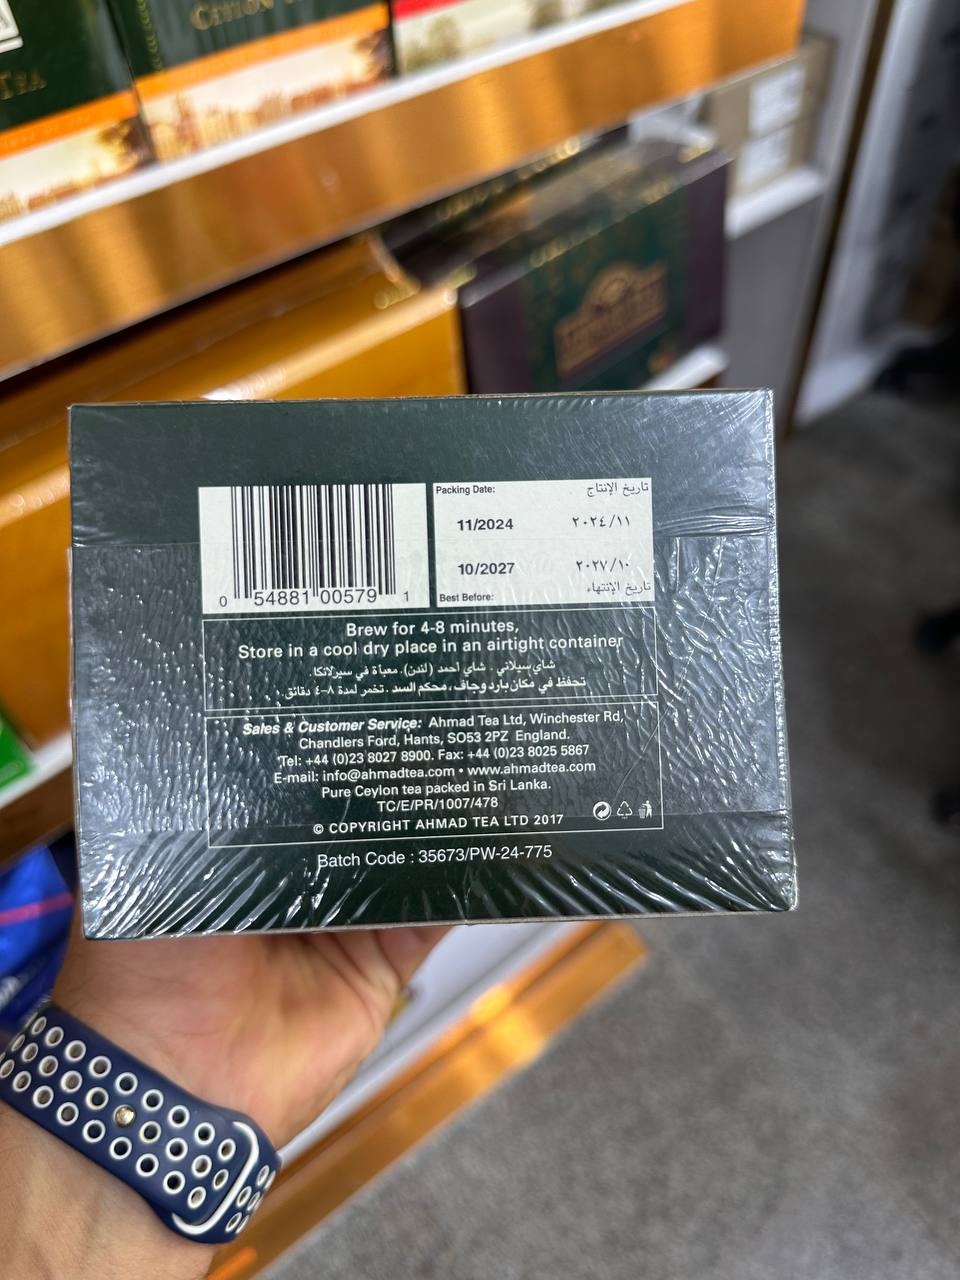 CEYLON
TEA
0 54881 00579 1
Packing Date: تاريخ الإنتاج
11/2024 ٢٠٢٤/١١
10/2027 ٢٠٢٧/١٠
Best Before: تاريخ الإنتهاء
Brew for 4-8 minutes,
Store in a cool dry place in an airtight container
شاي سيلاني . شاي احمد (لندن). معبأة في سيرلانكا.
تحفظ في مكان بارد وجاف، محكم السد . تخمر لمدة ٨-٤ دقائق.
Sales & Customer Service: Ahmad Tea Ltd, Winchester Rd,
Chandlers Ford, Hants, SO53 2PZ England.
Tel: +44 (0)23 8027 8900. Fax: +44 (0)23 8025 5867
E-mail: info@ahmadtea.com • www.ahmadtea.com
Pure Ceylon tea packed in Sri Lanka.
TC/E/PR/1007/478
© COPYRIGHT AHMAD TEA LTD 2017
Batch Code : 35673/PW-24-775